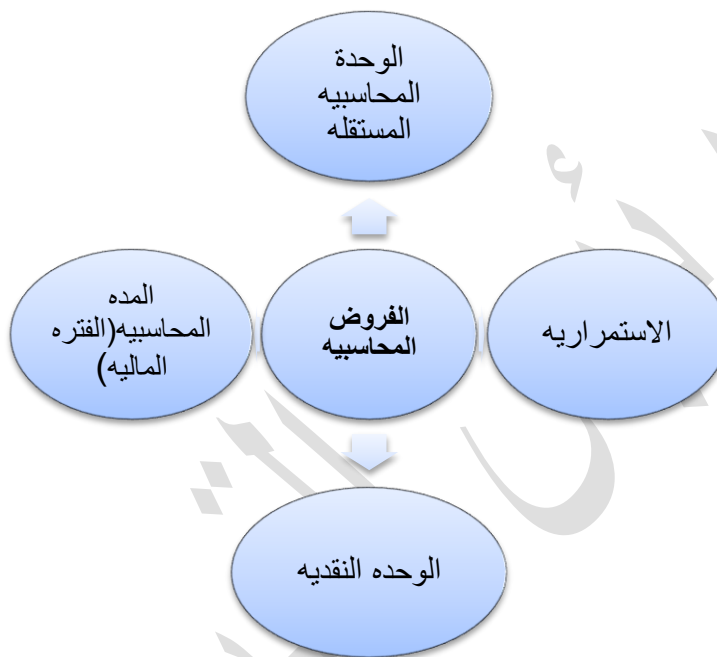 الوحدة
المحاسبيه
المستقله
الاستمراريه
الفروض
المحاسبيه
المده
المحاسبيه(الفتره
الماليه)
الوحده النقديه